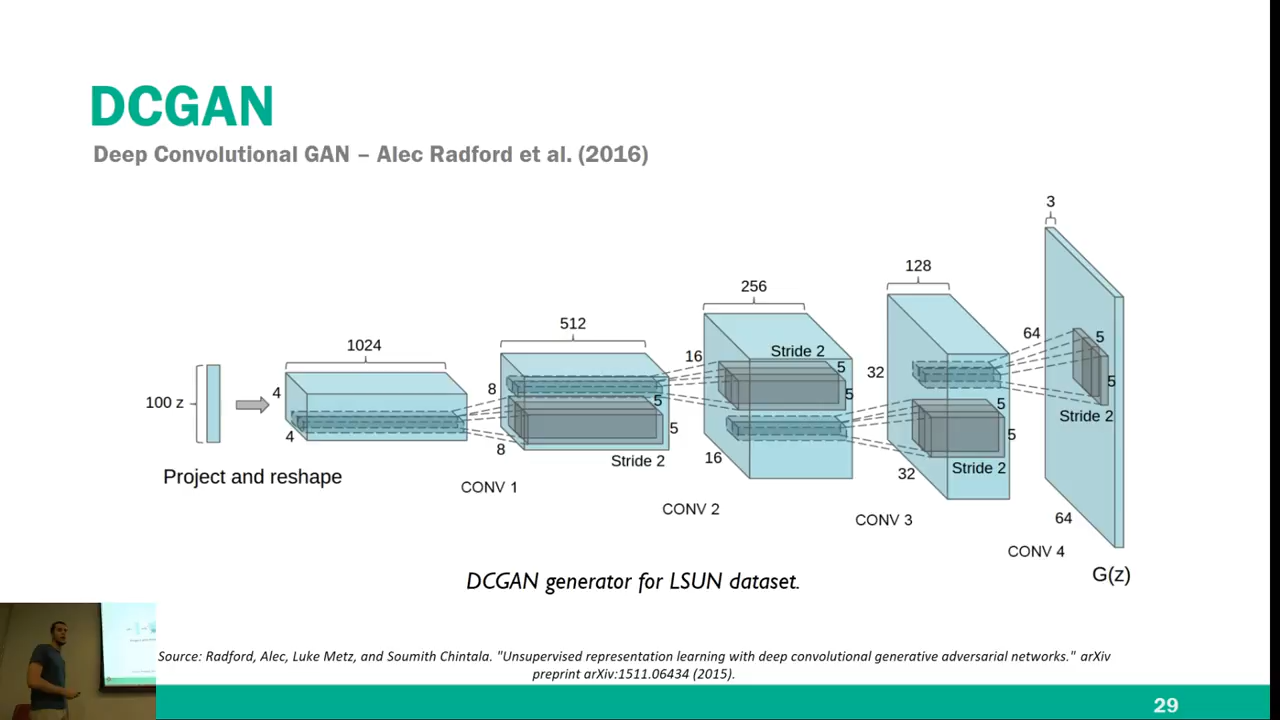 DCGAN
Deep Convolutional GAN – Alec Radford et al. (2016)
100 z
Project and reshape
1024
4
4
512
8
8
5
5
Stride 2
CONV 1
256
16
16
Stride 2
5
5
CONV 2
128
32
32
5
5
Stride 2
CONV 3
3
64
64
5
5
Stride 2
CONV 4
G(z)
DCGAN generator for LSUN dataset.
Source: Radford, Alec, Luke Metz, and Soumith Chintala. "Unsupervised representation learning with deep convolutional generative adversarial networks." arXiv
preprint arXiv:1511.06434 (2015).
29